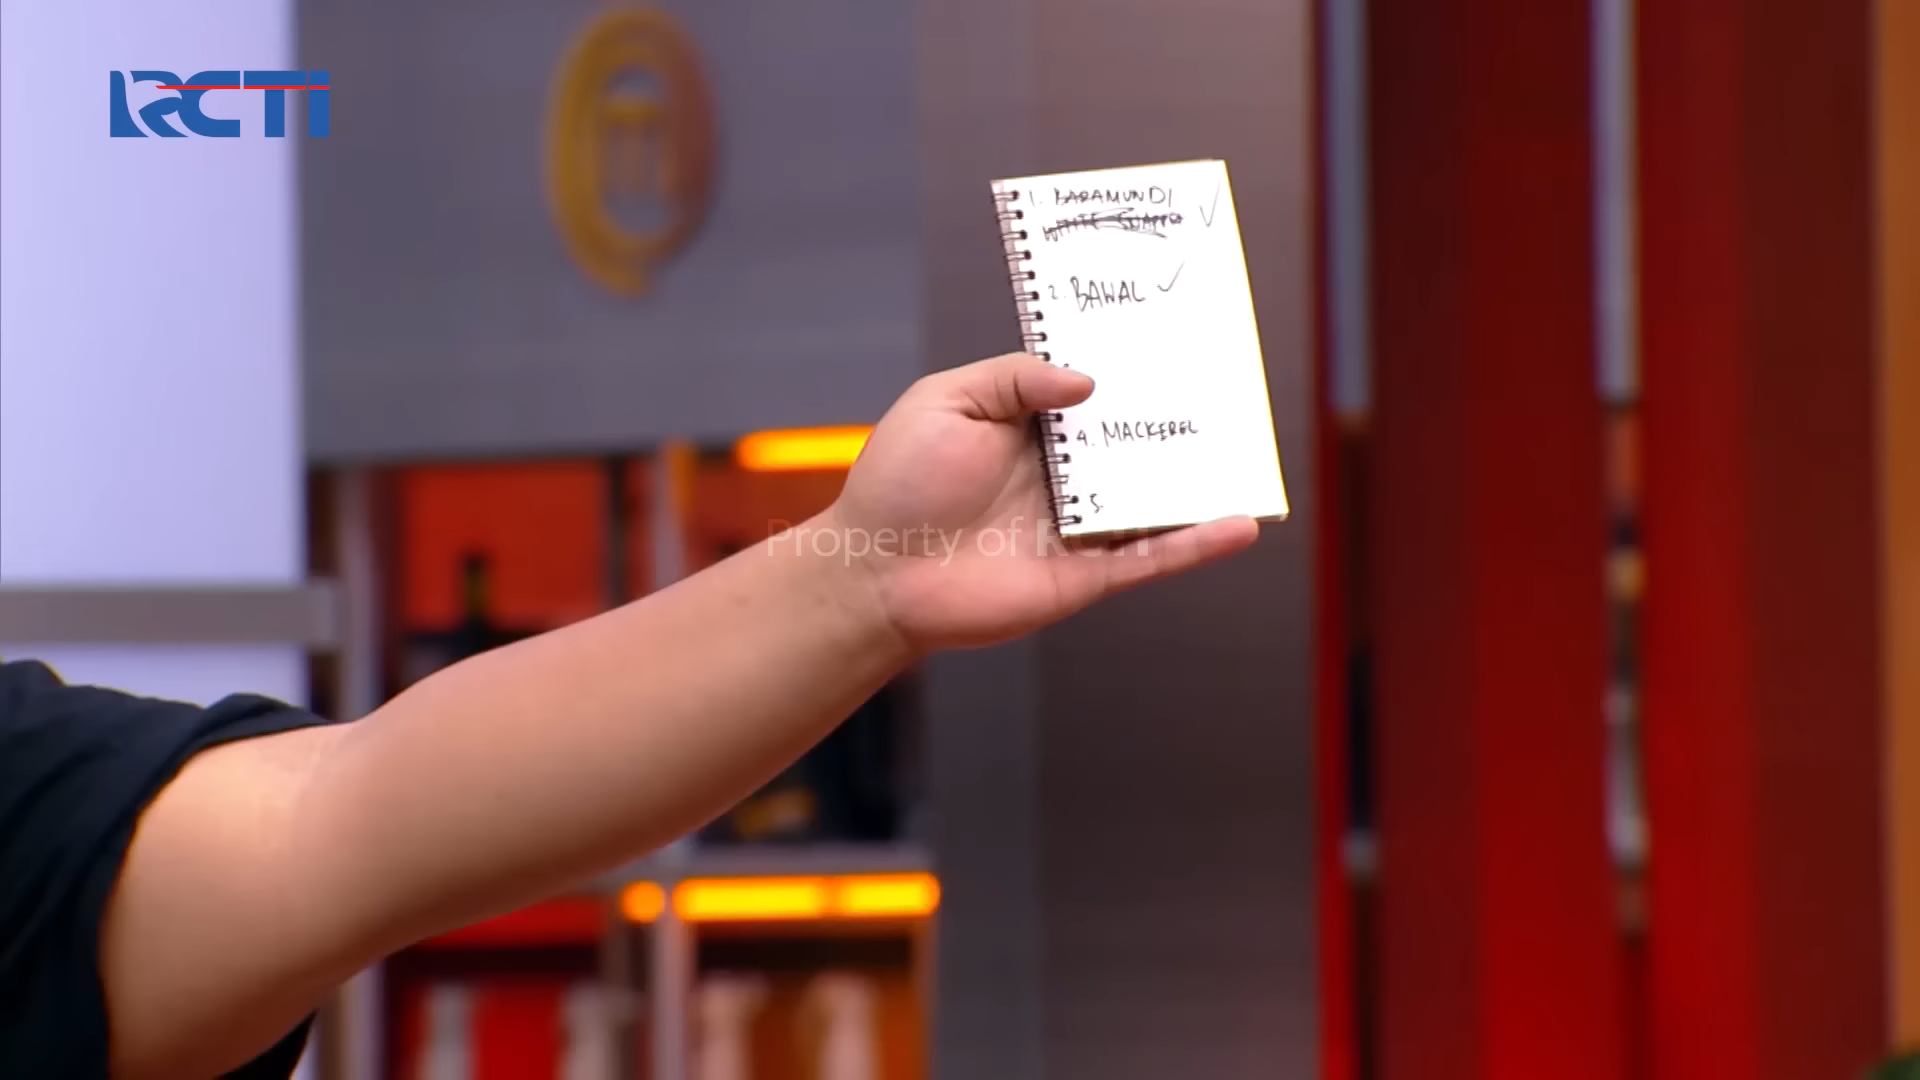 RCTI
1. BARAMUNDI
WHITE SNAPPER
2. BAWAL
4. MACKEREL
5.
Property of RCTI